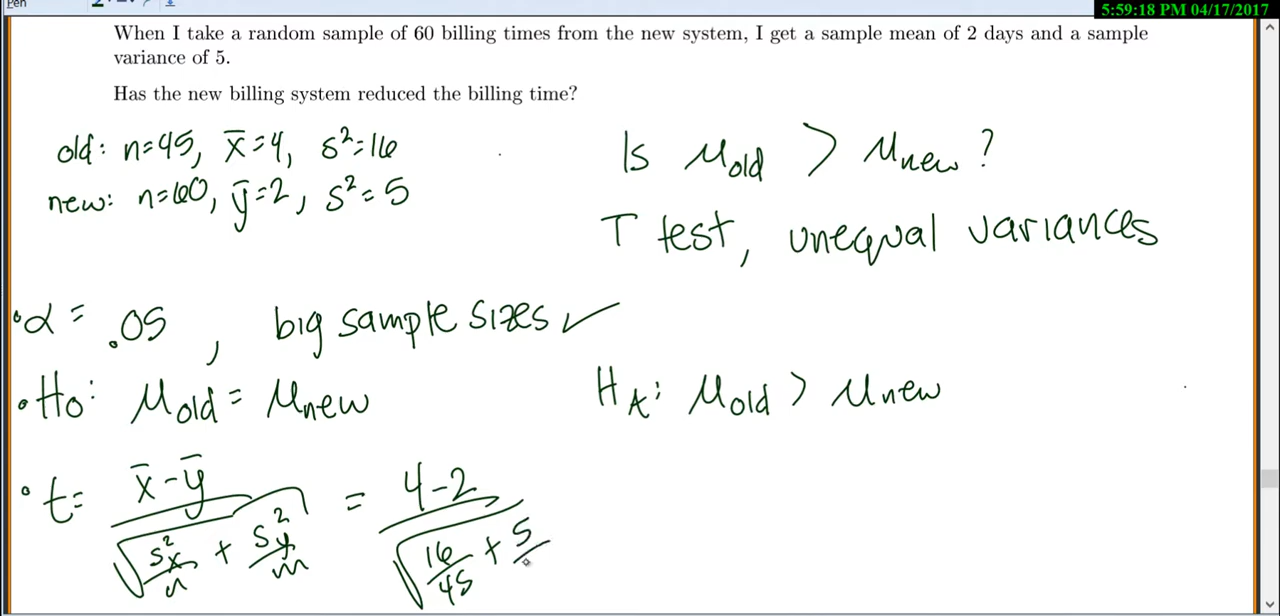 Pen
5:59:18 PM 04/17/2017
When I take a random sample of 60 billing times from the new system, I get a sample mean of 2 days and a sample
variance of 5.
Has the new billing system reduced the billing time?
old: n=45, x̄=4, s²=16
new: n=60, ȳ=2, s²=5
Is μold > μnew?
T test, unequal variances
•α = .05, big sample sizes ✓
•H₀: μold = μnew
H_A: μold > μnew
• t = (x̄ - ȳ) / √(s²x/n + s²y/m) = (4-2) / √(16/45 + 5/